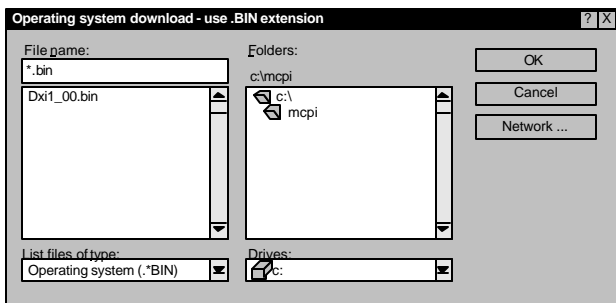 Operating system download - use .BIN extension
? X
File name:
*.bin
Dxi1_00.bin
List files of type:
Operating system (.*BIN)
Folders:
c:\mcpi
c:\
mcpi
Drives:
c:
OK
Cancel
Network ...